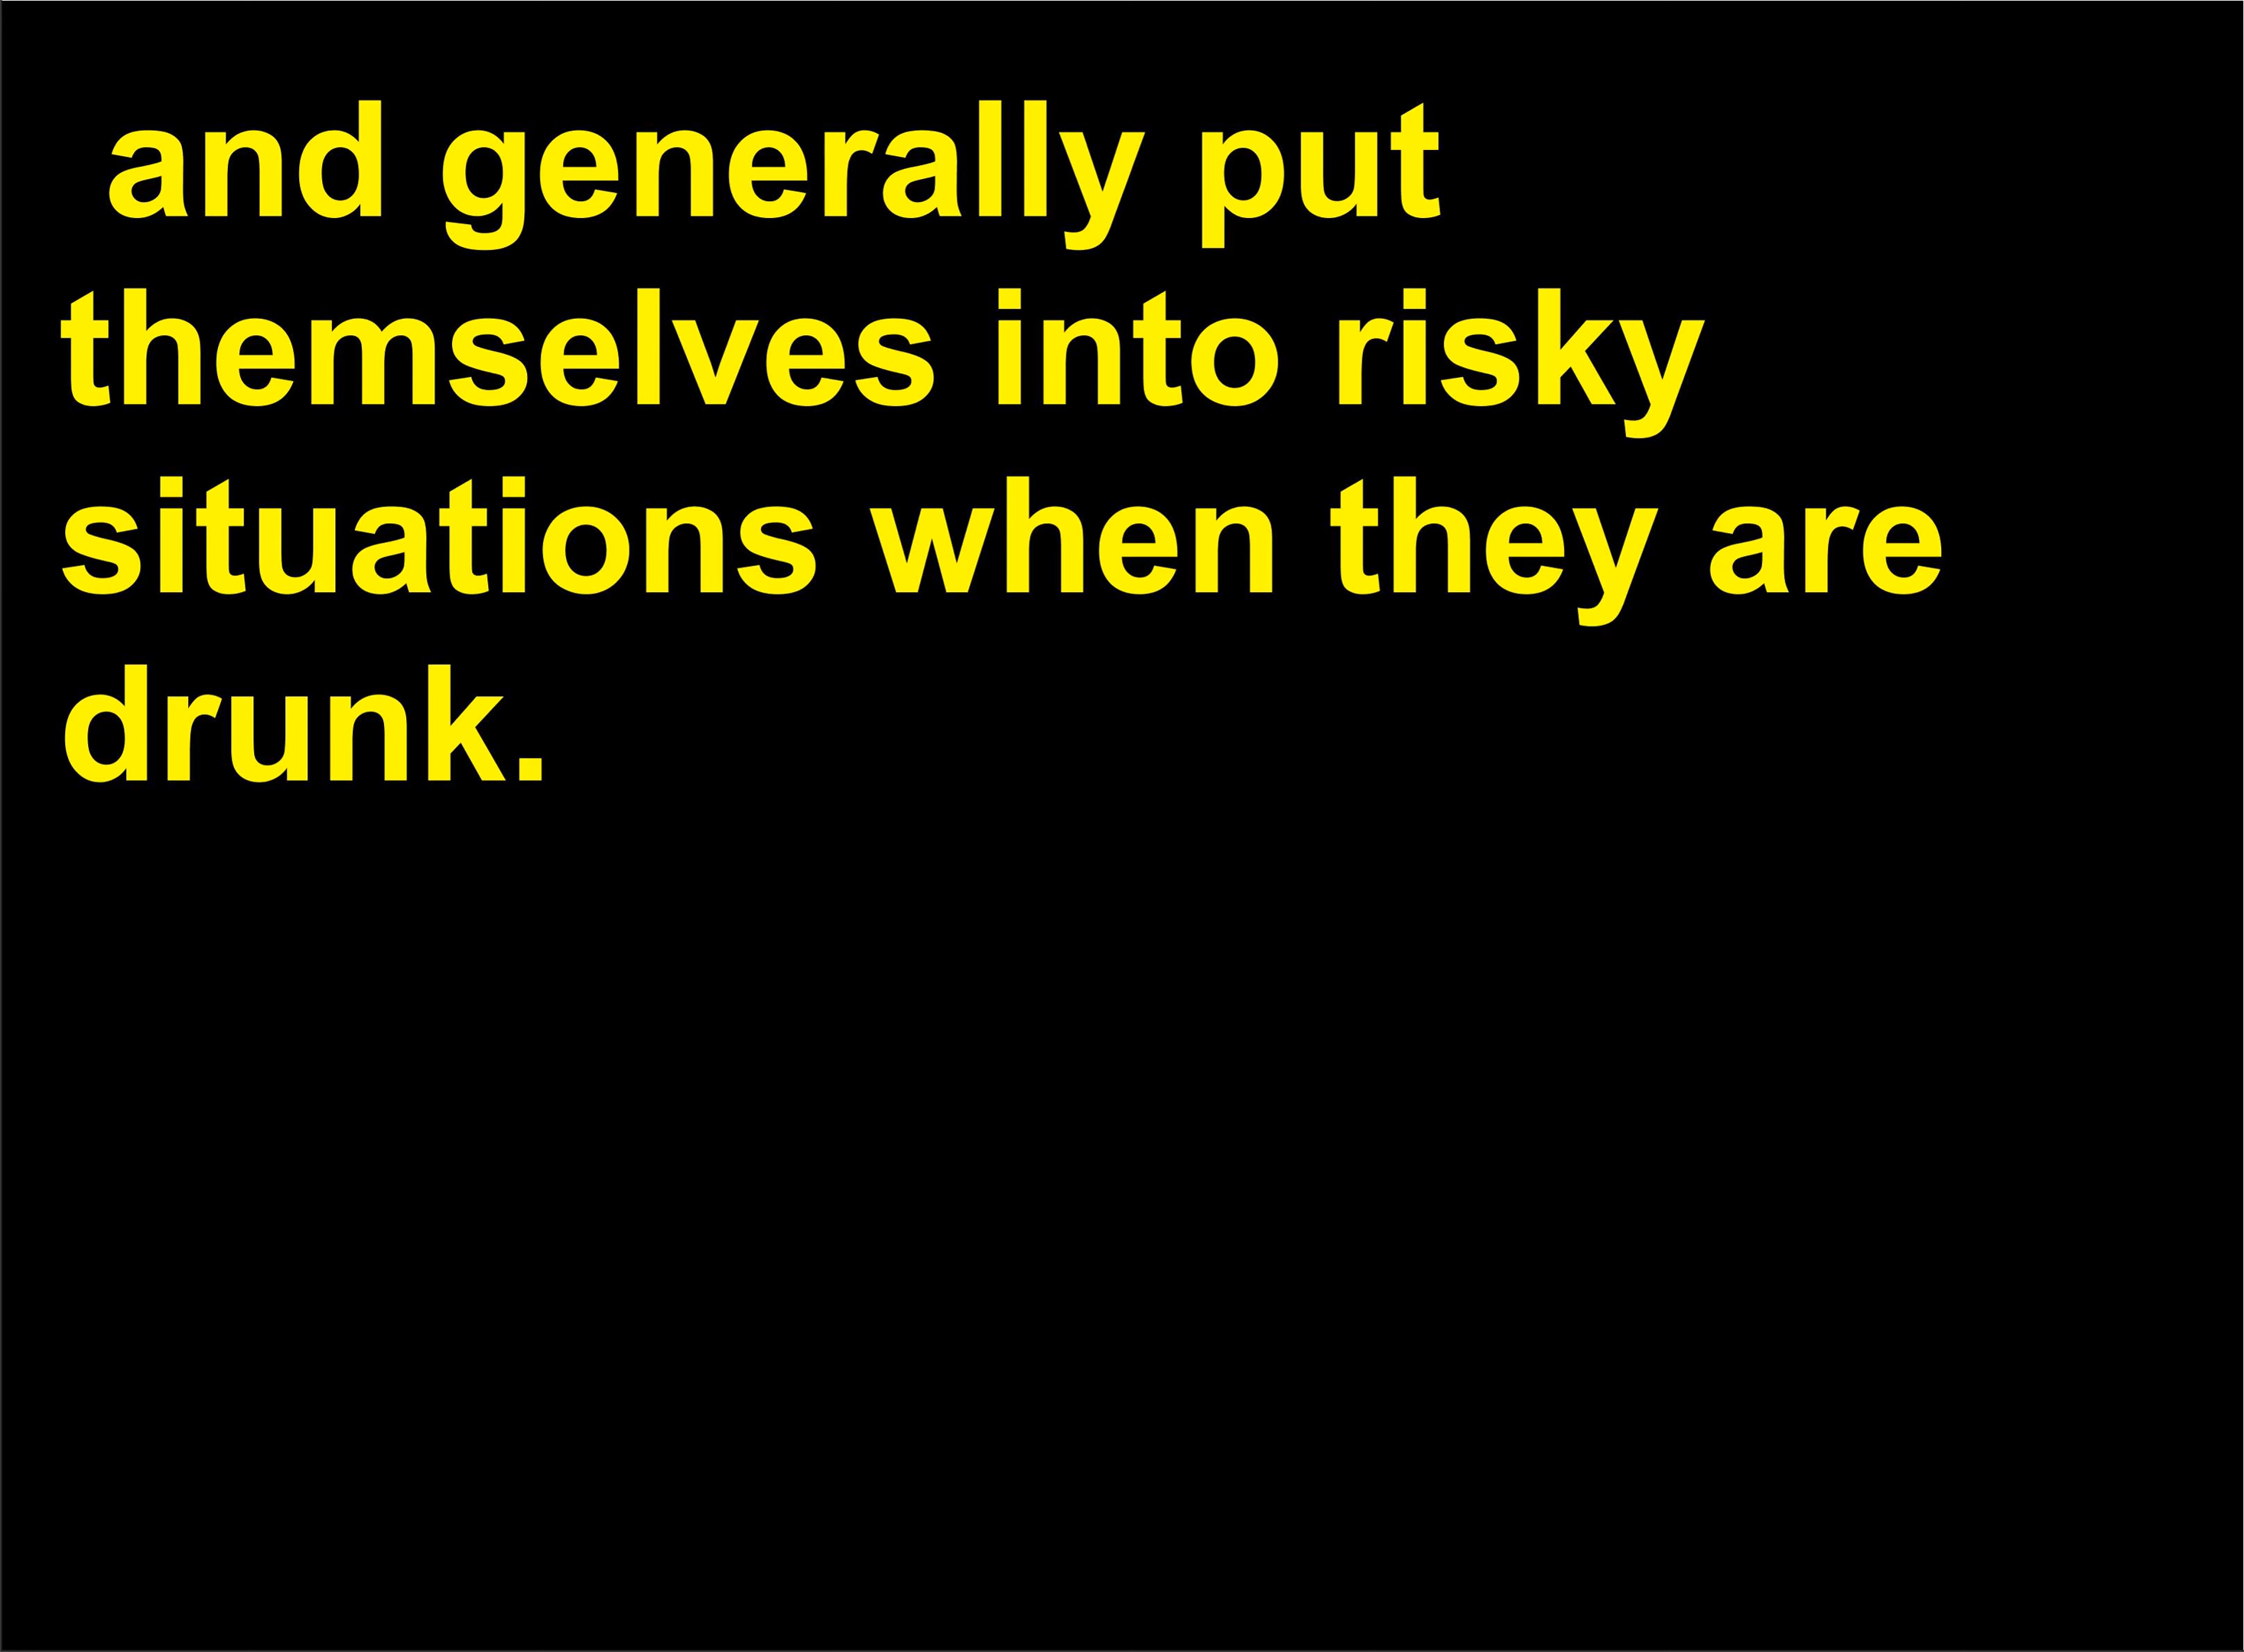 and generally put
themselves into risky
situations when they are
drunk.